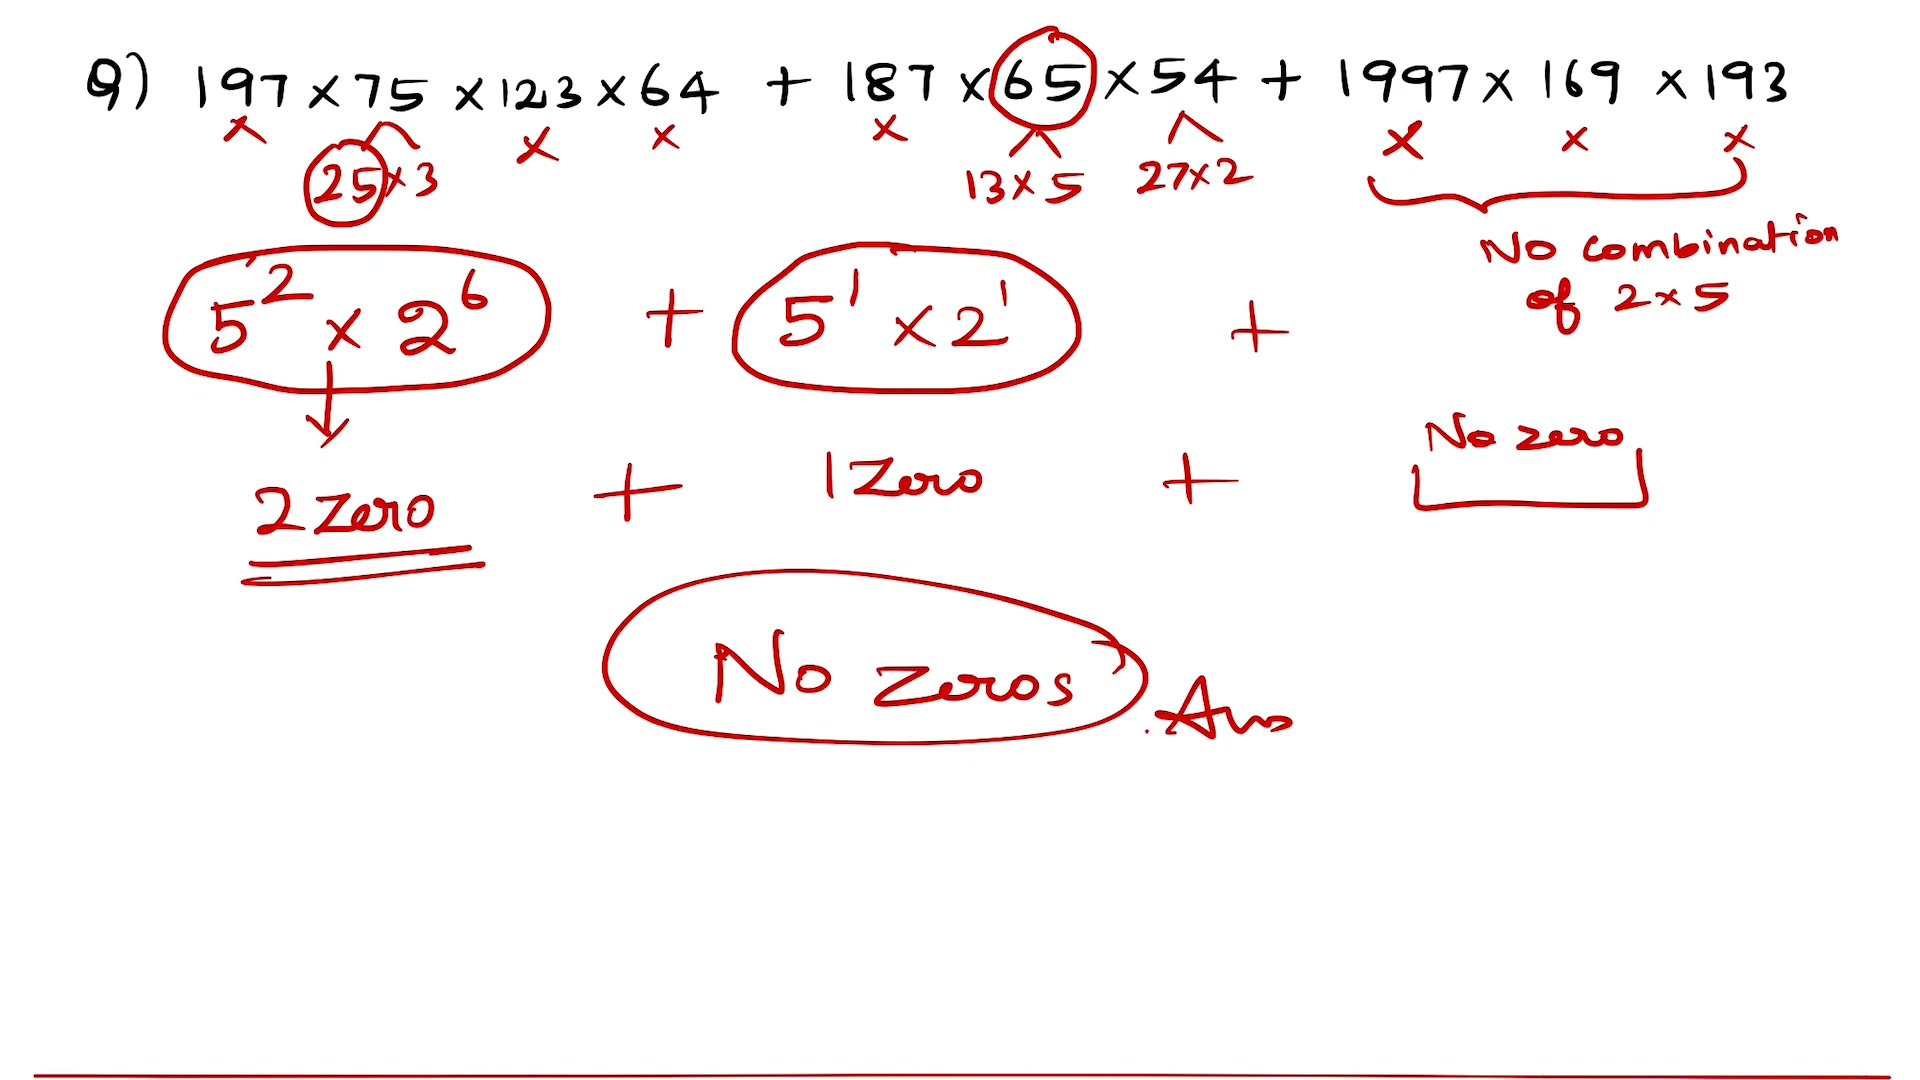 Q) 197 × 75 × 123 × 64 + 187 × 65 × 54 + 1997 × 169 × 193
× × × × × × ×
25 × 3 13 × 5 27 × 2
No combination
of 2 × 5
5² × 2⁶ + 5¹ × 2¹ +
No zero
2 Zero + 1 Zero +
No Zeros . Ans